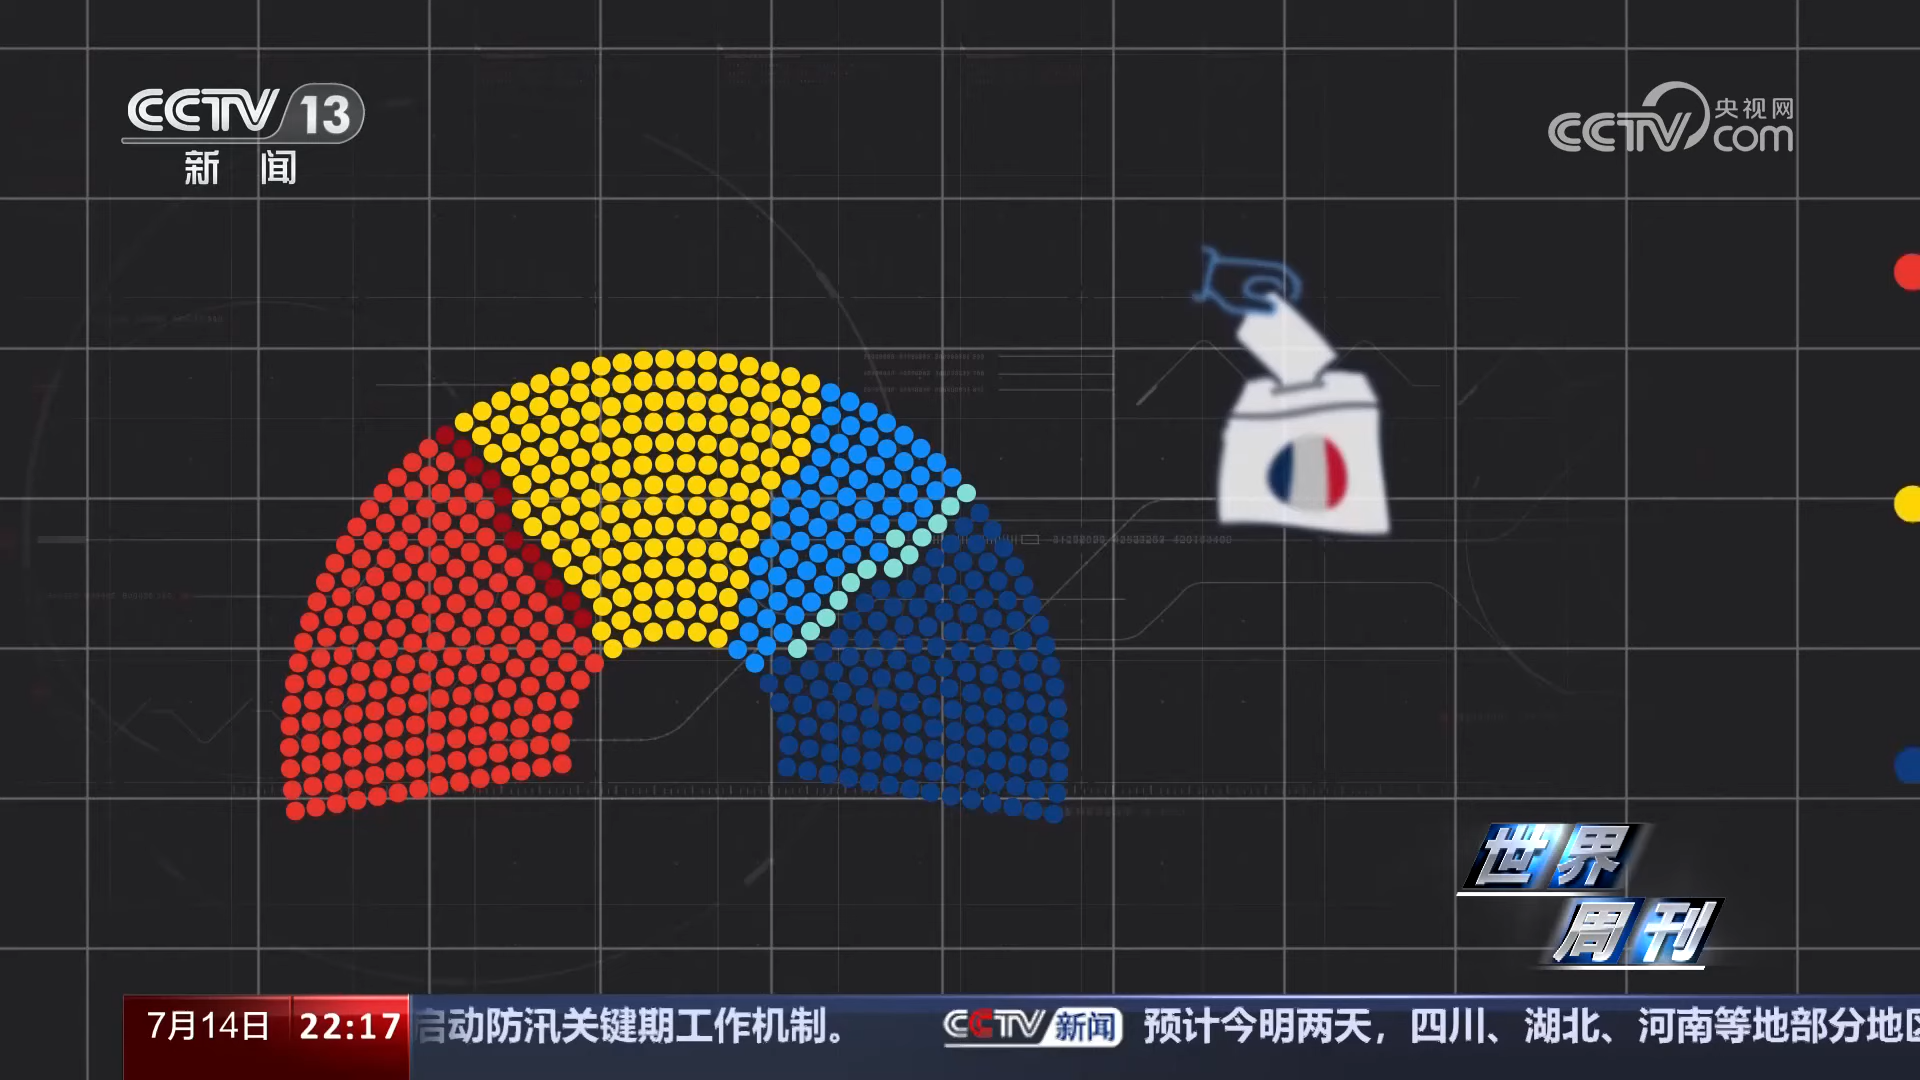 CCTV 13
新闻
央视网
CCTV com
世界
周刊
7月14日 22:17 启动防汛关键期工作机制。 CCTV 新闻 预计今明两天，四川、湖北、河南等地部分地区